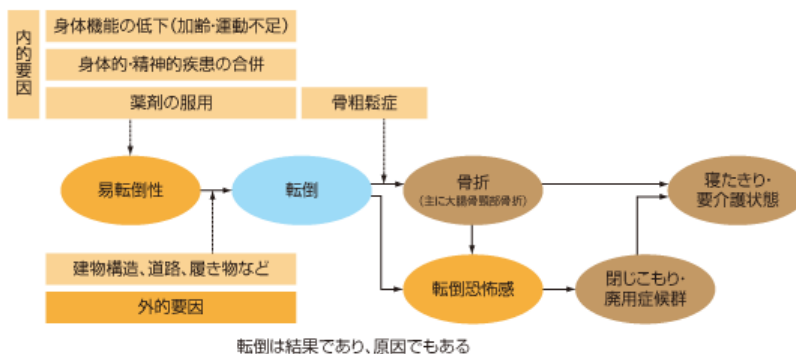 内的要因
身体機能の低下(加齢・運動不足)
身体的・精神的疾患の合併
薬剤の服用
骨粗鬆症
易転倒性
転倒
骨折
(主に大腸骨頸部骨折)
寝たきり・
要介護状態
建物構造、道路、履き物など
外的要因
転倒恐怖感
閉じこもり・
廃用症候群
転倒は結果であり、原因でもある